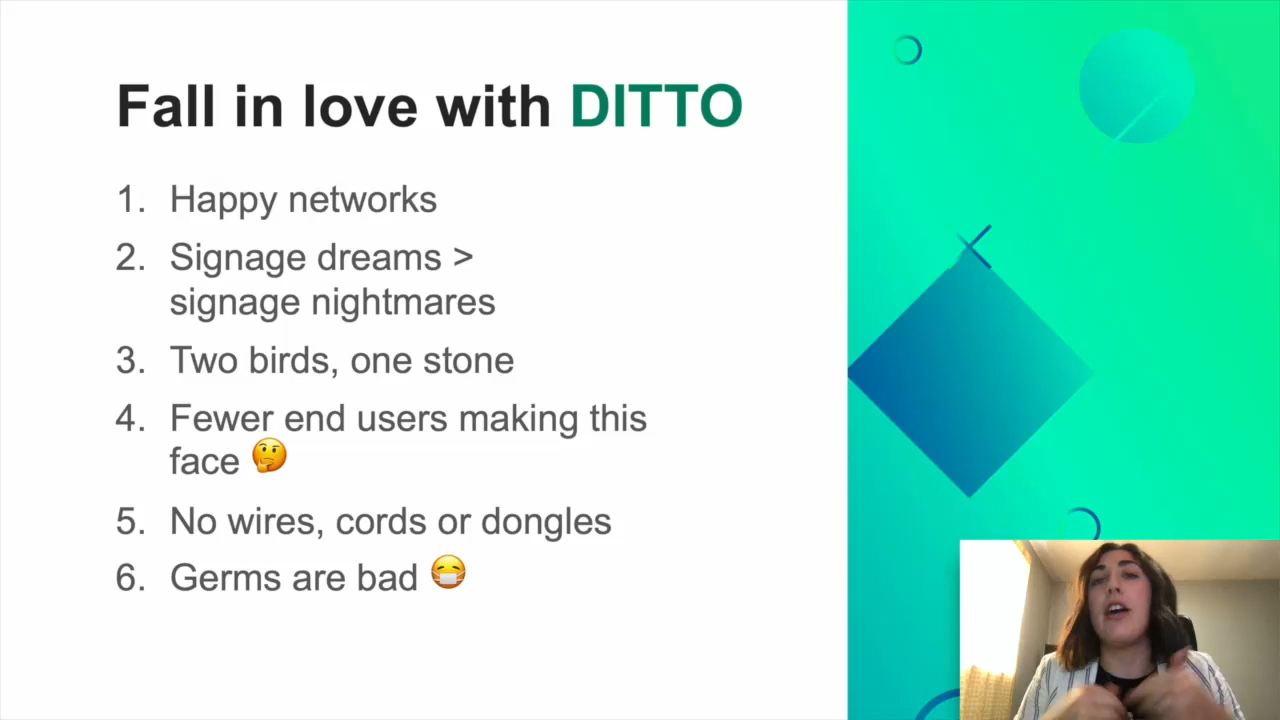 Fall in love with DITTO
1. Happy networks
2. Signage dreams >
signage nightmares
3. Two birds, one stone
4. Fewer end users making this
face 🤔
5. No wires, cords or dongles
6. Germs are bad 😷